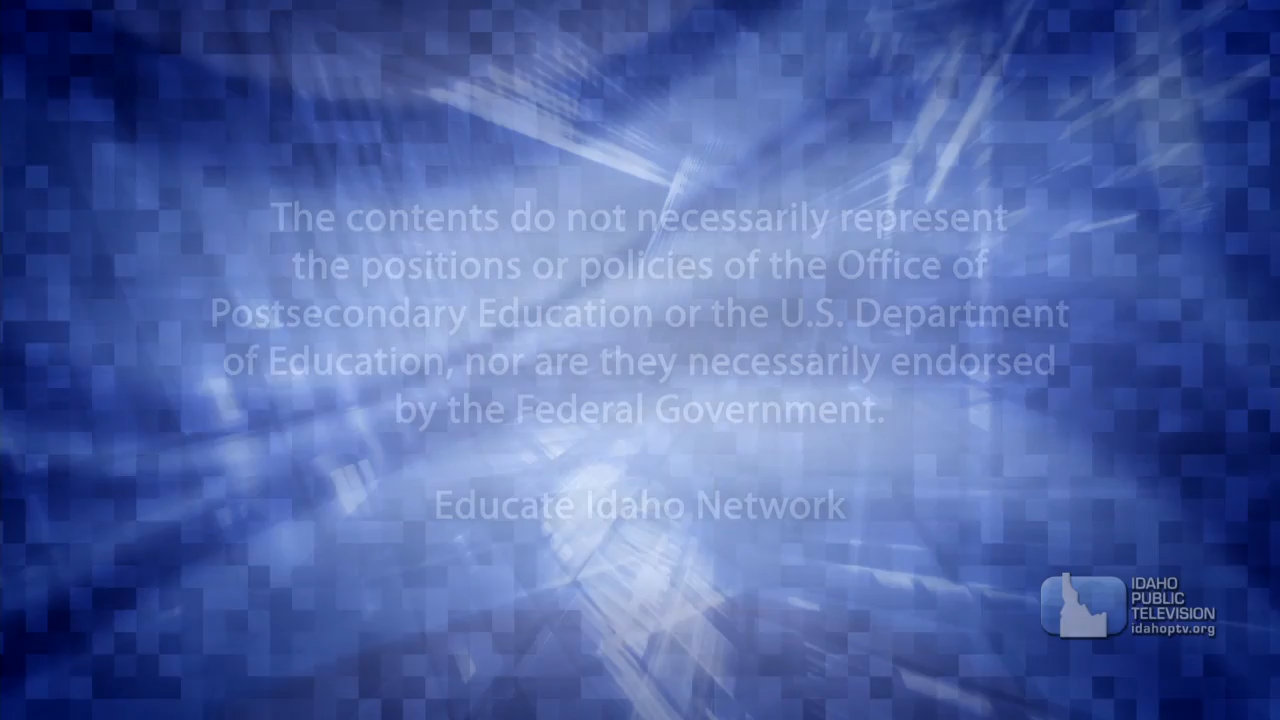 The contents do not necessarily represent
the positions or policies of the Office of
Postsecondary Education or the U.S. Department
of Education, nor are they necessarily endorsed
by the Federal Government.
Educate Idaho Network
IDAHO
PUBLIC
TELEVISION
idahoptv.org